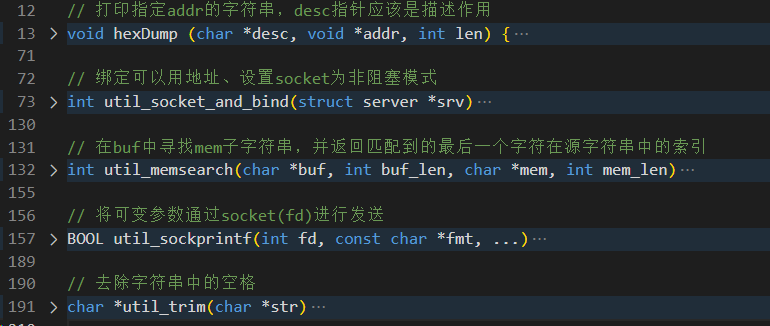 12 // 打印指定addr的字符串，desc指针应该是描述作用
13 > void hexDump (char *desc, void *addr, int len) {···
71
72 // 绑定可以用地址、设置socket为非阻塞模式
73 > int util_socket_and_bind(struct server *srv)···
130
131 // 在buf中寻找mem子字符串，并返回匹配到的最后一个字符在源字符串中的索引
132 > int util_memsearch(char *buf, int buf_len, char *mem, int mem_len)···
155
156 // 将可变参数通过socket(fd)进行发送
157 > BOOL util_sockprintf(int fd, const char *fmt, ...)···
189
190 // 去除字符串中的空格
191 > char *util_trim(char *str)···